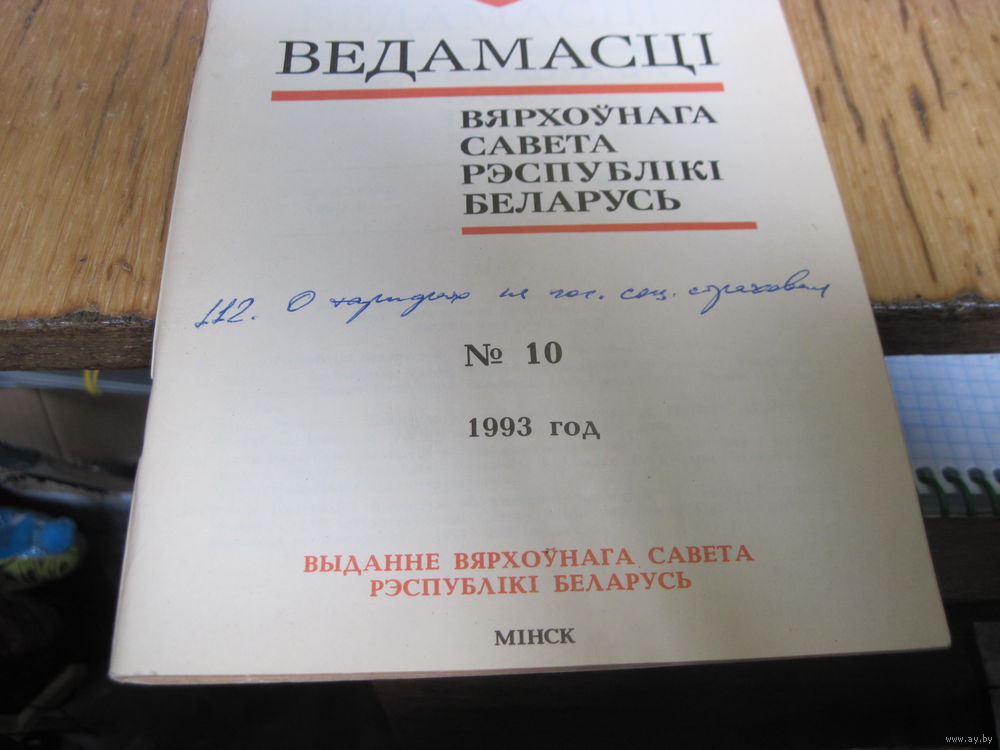 ВЕДАМАСЦІ
ВЯРХОЎНАГА
САВЕТА
РЭСПУБЛІКІ
БЕЛАРУСЬ
112. О тарифах на гос. соц. страхован
№ 10
1993 год
ВЫДАННЕ ВЯРХОЎНАГА САВЕТА
РЭСПУБЛІКІ БЕЛАРУСЬ
МІНСК
www.ay.by